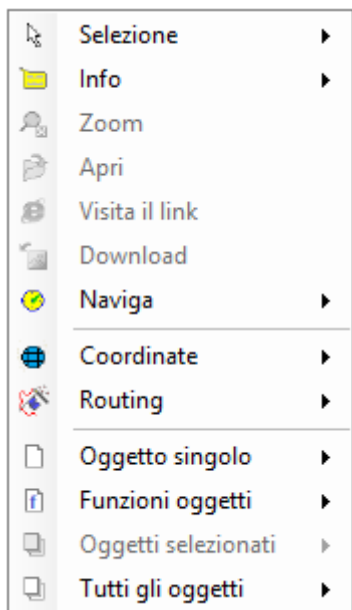 Selezione
Info
Zoom
Apri
Visita il link
Download
Naviga
Coordinate
Routing
Oggetto singolo
Funzioni oggetti
Oggetti selezionati
Tutti gli oggetti